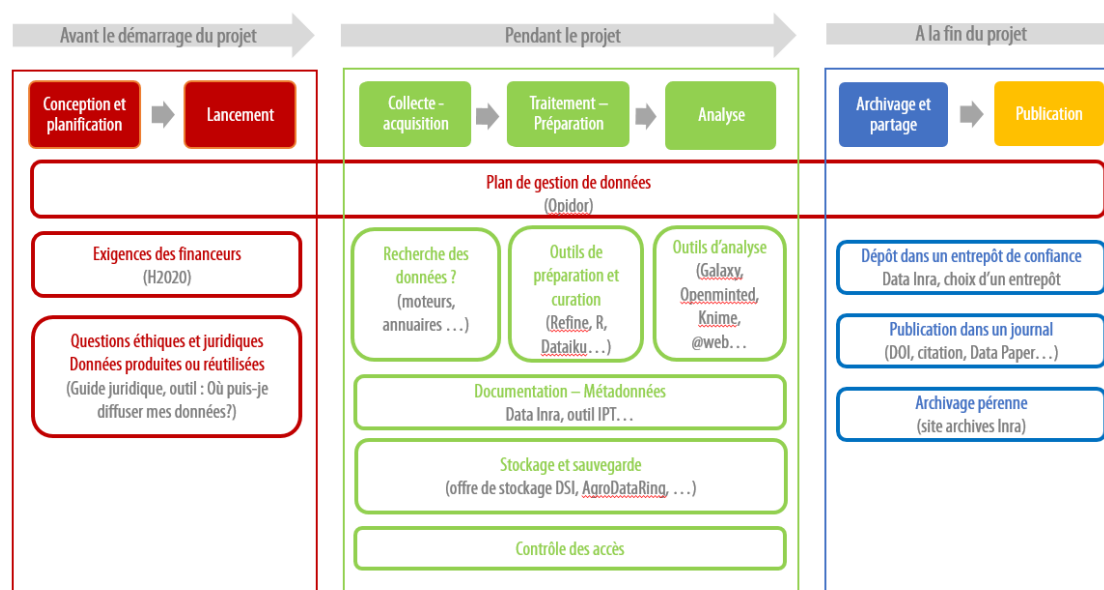 Avant le démarrage du projet
Pendant le projet
A la fin du projet
Conception et
planification
Lancement
Collecte -
acquisition
Traitement –
Préparation
Analyse
Archivage et
partage
Publication
Plan de gestion de données
(Opidor)
Exigences des financeurs
(H2020)
Questions éthiques et juridiques
Données produites ou réutilisées
(Guide juridique, outil : Où puis-je
diffuser mes données?)
Recherche des
données ?
(moteurs,
annuaires …)
Outils de
préparation et
curation
(Refine, R,
Dataiku…)
Outils d’analyse
(Galaxy,
Openminted,
Knime,
@web…
Documentation – Métadonnées
Data Inra, outil IPT…
Stockage et sauvegarde
(offre de stockage DSI, AgroDataRing, …)
Contrôle des accès
Dépôt dans un entrepôt de confiance
Data Inra, choix d’un entrepôt
Publication dans un journal
(DOI, citation, Data Paper…)
Archivage pérenne
(site archives Inra)